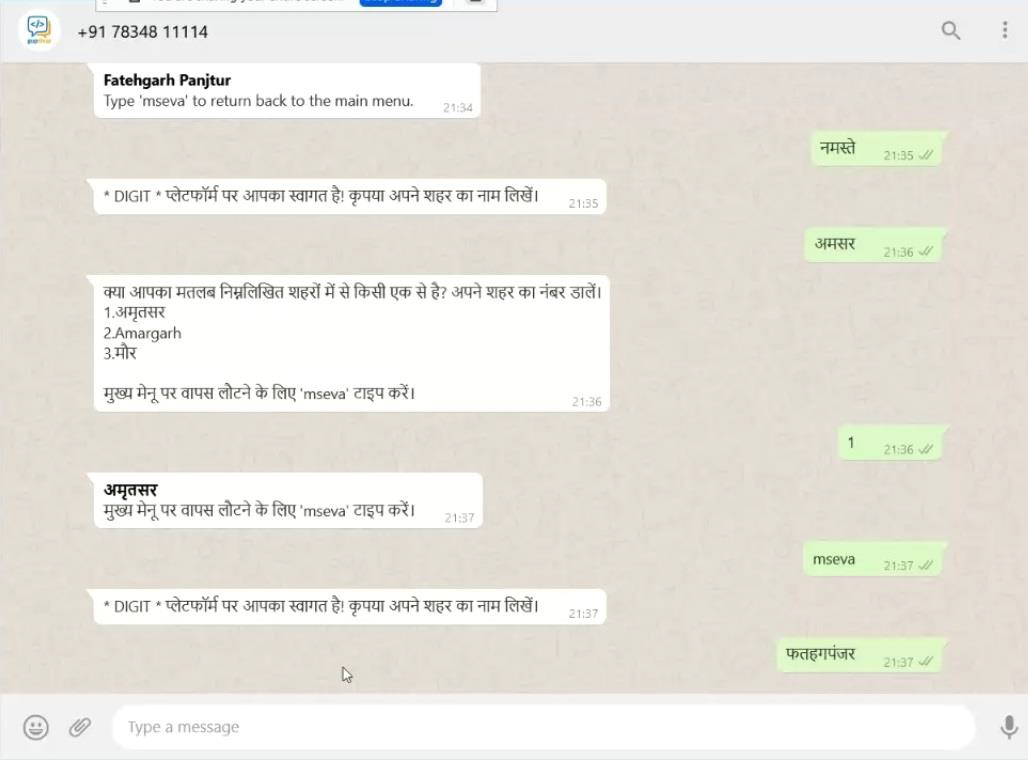 +91 78348 11114
Fatehgarh Panjtur
Type 'mseva' to return back to the main menu.
21:34
नमस्ते
21:35
* DIGIT * प्लेटफॉर्म पर आपका स्वागत है! कृपया अपने शहर का नाम लिखें।
21:35
अमसर
21:36
क्या आपका मतलब निम्नलिखित शहरों में से किसी एक से है? अपने शहर का नंबर डालें।
1.अमृतसर
2.Amargarh
3.मौर
मुख्य मेनू पर वापस लौटने के लिए 'mseva' टाइप करें।
21:36
1
21:36
अमृतसर
मुख्य मेनू पर वापस लौटने के लिए 'mseva' टाइप करें।
21:37
mseva
21:37
* DIGIT * प्लेटफॉर्म पर आपका स्वागत है! कृपया अपने शहर का नाम लिखें।
21:37
फतहगपंजर
21:37
Type a message